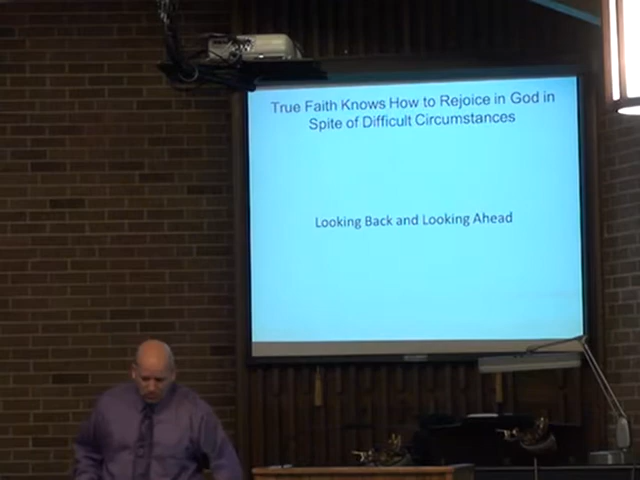 True Faith Knows How to Rejoice in God in
Spite of Difficult Circumstances
Looking Back and Looking Ahead